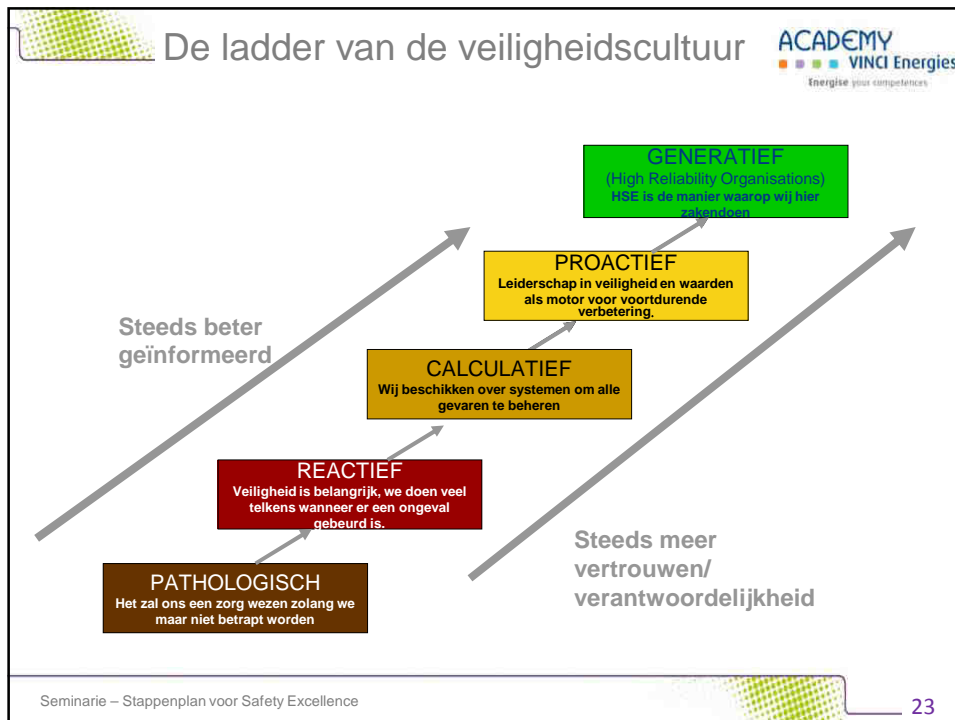 De ladder van de veiligheidscultuur
ACADEMY
VINCI Energies
Energise your competences
GENERATIEF
(High Reliability Organisations)
HSE is de manier waarop wij hier
zakendoen
PROACTIEF
Leiderschap in veiligheid en waarden
als motor voor voortdurende
verbetering.
Steeds beter
geïnformeerd
CALCULATIEF
Wij beschikken over systemen om alle
gevaren te beheren
REACTIEF
Veiligheid is belangrijk, we doen veel
telkens wanneer er een ongeval
gebeurd is.
Steeds meer
vertrouwen/
verantwoordelijkheid
PATHOLOGISCH
Het zal ons een zorg wezen zolang we
maar niet betrapt worden
Seminarie – Stappenplan voor Safety Excellence
23